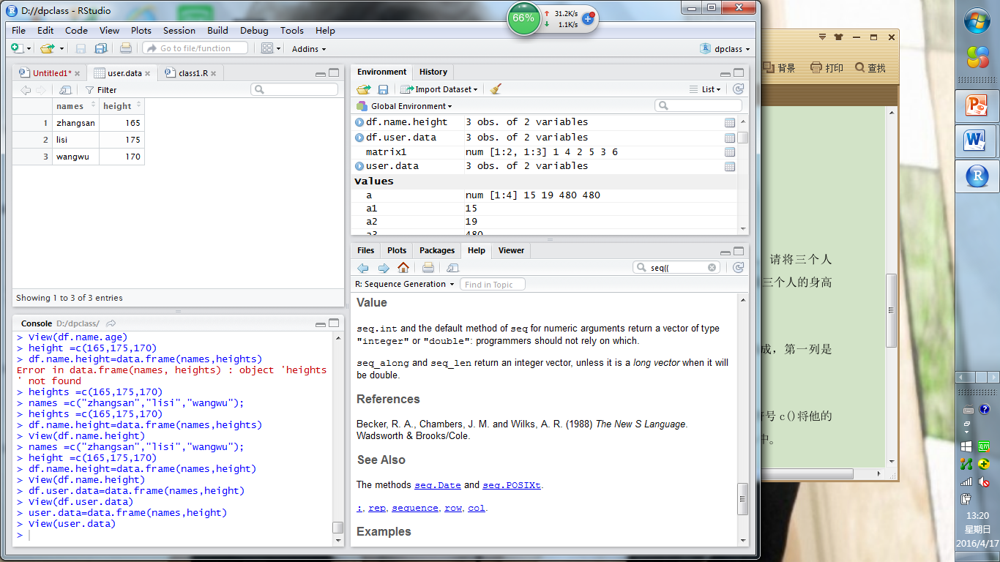 D://dpclass - RStudio
66%
31.2K/s
1.1K/s
File Edit Code View Plots Session Build Debug Tools Help
Go to file/function
Addins
dpclass
Untitled1*
user.data
class1.R
Filter
names height
1 zhangsan 165
2 lisi 175
3 wangwu 170
Showing 1 to 3 of 3 entries
Console D:/dpclass/
> View(df.name.age)
> height =c(165,175,170)
> df.name.height=data.frame(names,heights)
Error in data.frame(names, heights) : object 'heights
' not found
> heights =c(165,175,170)
> names =c("zhangsan","lisi","wangwu");
> heights =c(165,175,170)
> df.name.height=data.frame(names,heights)
> View(df.name.height)
> names =c("zhangsan","lisi","wangwu");
> height =c(165,175,170)
> df.name.height=data.frame(names,height)
> View(df.name.height)
> df.user.data=data.frame(names,height)
> View(df.user.data)
> user.data=data.frame(names,height)
> View(user.data)
>
Environment History
Import Dataset
List
Global Environment
df.name.height 3 obs. of 2 variables
df.user.data 3 obs. of 2 variables
matrix1 num [1:2, 1:3] 1 4 2 5 3 6
user.data 3 obs. of 2 variables
Values
a num [1:4] 15 19 480 480
a1 15
a2 19
a3 480
Files Plots Packages Help Viewer
seq((
R: Sequence Generation
Find in Topic
Value
seq.int and the default method of seq for numeric arguments return a vector of type
"integer" or "double": programmers should not rely on which.
seq_along and seq_len return an integer vector, unless it is a long vector when it will
be double.
References
Becker, R. A., Chambers, J. M. and Wilks, A. R. (1988) The New S Language.
Wadsworth & Brooks/Cole.
See Also
The methods seq.Date and seq.POSIXt.
:, rep, sequence, row, col.
Examples
背景 打印 查找
请将三个人
三个人的身高
成，第一列是
符号 c()将他的
中。
13:20
星期日
2016/4/17